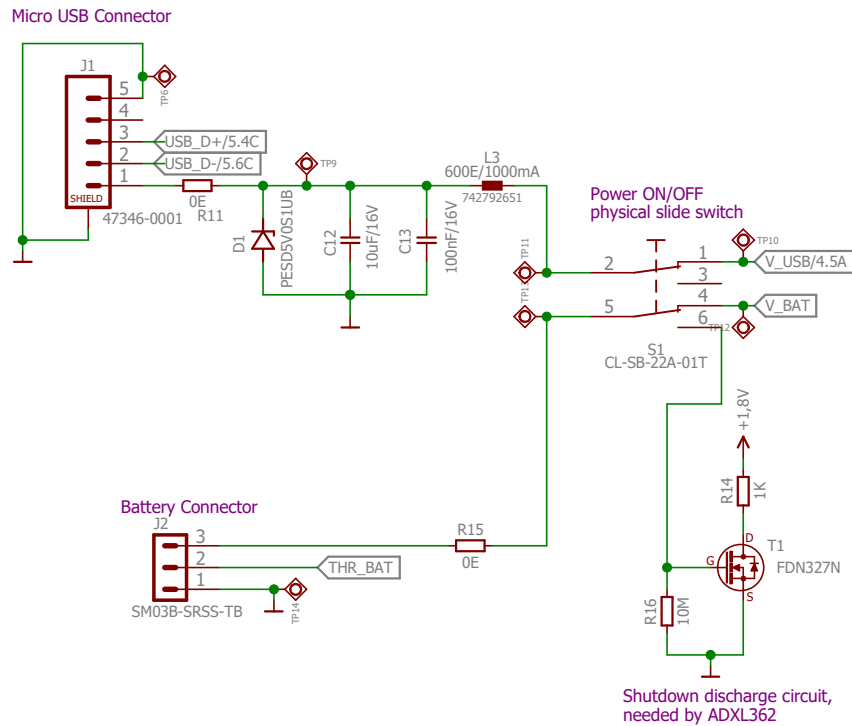 Micro USB Connector
J1
5
4
3
2
1
SHIELD
47346-0001
TP6
USB_D+/5.4C
USB_D-/5.6C
0E
R11
TP9
D1
PESD5V0S1UB
C12
10uF/16V
C13
100nF/16V
L3
600E/1000mA
742792651
Power ON/OFF
physical slide switch
TP11
TP10
2
1
V_USB/4.5A
3
5
4
V_BAT
6
TP12
S1
CL-SB-22A-01T
+1,8V
R14
1K
D
T1
G
FDN327N
S
R16
10M
Battery Connector
J2
3
R15
0E
2
THR_BAT
1
SM03B-SRSS-TB
TP14
Shutdown discharge circuit,
needed by ADXL362